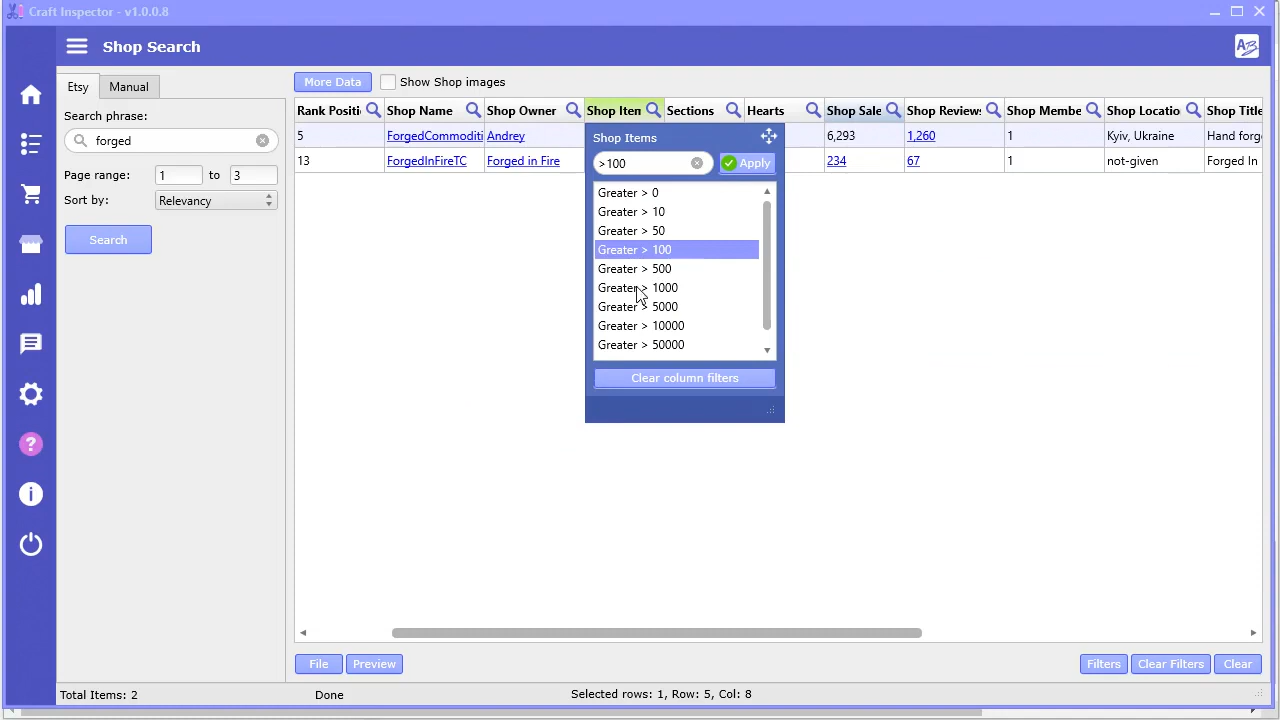 Craft Inspector - v1.0.0.8
Shop Search
Etsy
Manual
Search phrase:
forged
Page range:
1
to
3
Sort by:
Relevancy
Search
More Data
Show Shop images
Rank Positi
Shop Name
Shop Owner
Shop Iten
Sections
Hearts
Shop Sale
Shop Reviews
Shop Membe
Shop Locatio
Shop Title
5
ForgedCommoditi
Andrey
6,293
1,260
1
Kyiv, Ukraine
Hand forge
13
ForgedInFireTC
Forged in Fire
234
67
1
not-given
Forged In
Shop Items
>100
Apply
Greater > 0
Greater > 10
Greater > 50
Greater > 100
Greater > 500
Greater > 1000
Greater > 5000
Greater > 10000
Greater > 50000
Clear column filters
File
Preview
Filters
Clear Filters
Clear
Total Items: 2
Done
Selected rows: 1, Row: 5, Col: 8